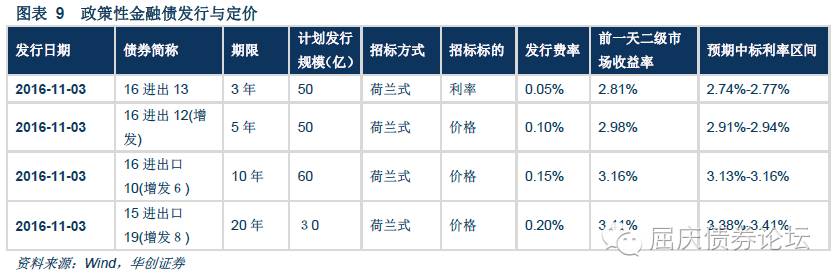 图表 9 政策性金融债发行与定价
发行日期 债券简称 期限 计划发行规模(亿) 招标方式 招标标的 发行费率 前一天二级市场收益率 预期中标利率区间
2016-11-03 16 进出 13 3 年 50 荷兰式 利率 0.05% 2.81% 2.74%-2.77%
2016-11-03 16 进出 12(增发) 5 年 50 荷兰式 价格 0.10% 2.98% 2.91%-2.94%
2016-11-03 16 进出口 10(增发 6 ) 10 年 60 荷兰式 价格 0.15% 3.16% 3.13%-3.16%
2016-11-03 15 进出口 19(增发 8 ) 20 年 30 荷兰式 价格 0.20% 3.38%-3.41%
资料来源：Wind，华创证券
屈庆债券论坛